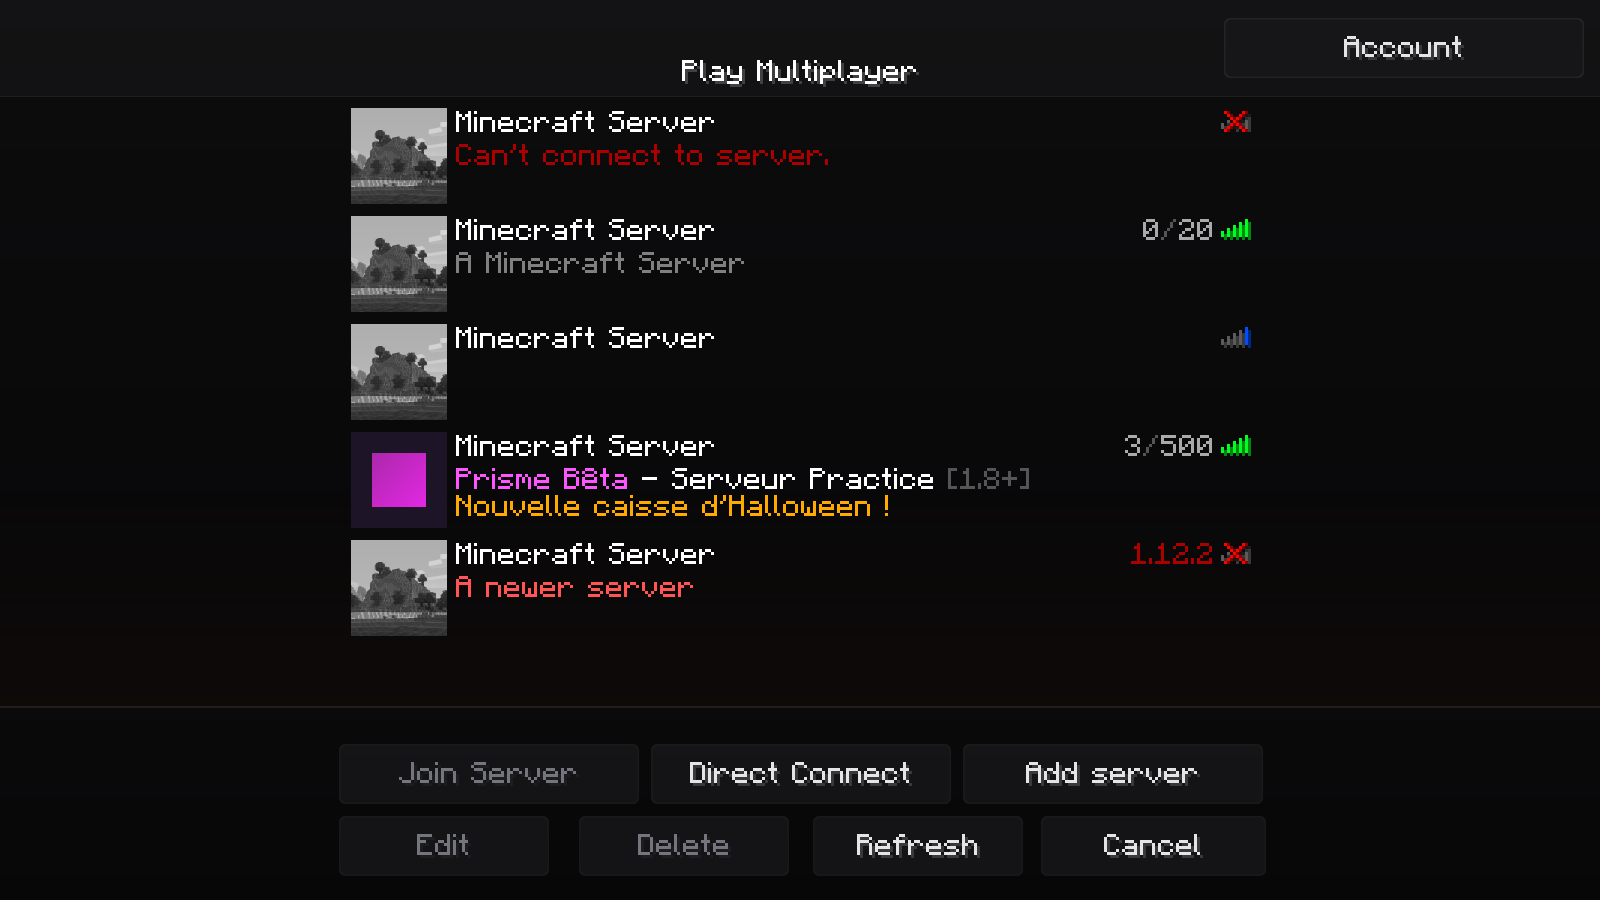 Account
Play Multiplayer
Minecraft Server
Can't connect to server.
Minecraft Server 0/20
A Minecraft Server
Minecraft Server
Minecraft Server 3/500
Prisme Bêta — Serveur Practice [1.8+]
Nouvelle caisse d'Halloween !
Minecraft Server 1.12.2
A newer server
Join Server Direct Connect Add server
Edit Delete Refresh Cancel